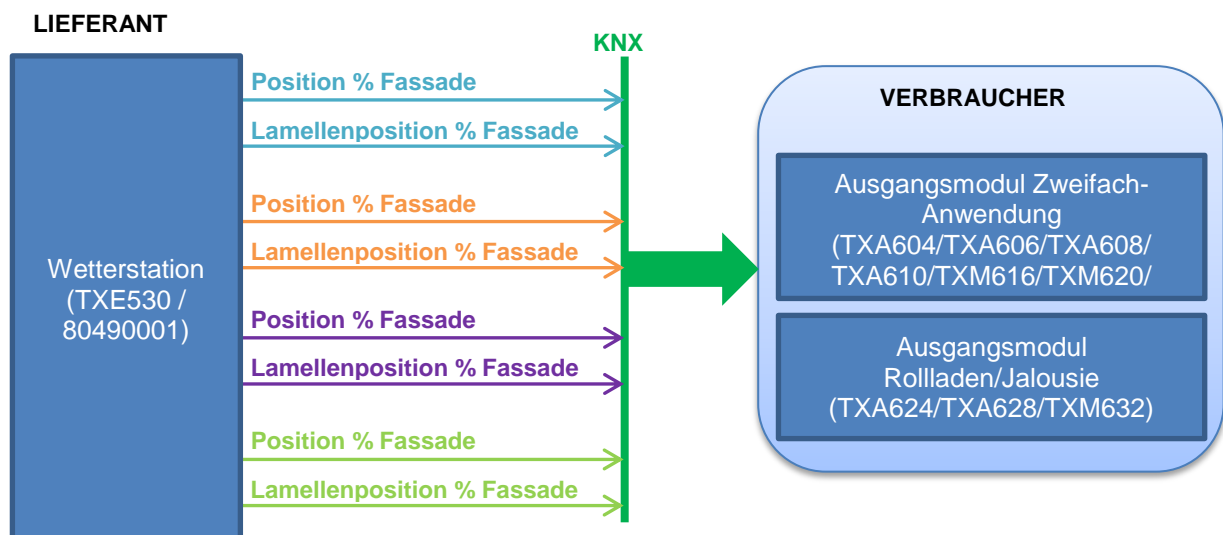 LIEFERANT
Wetterstation
(TXE530 /
80490001)
Position % Fassade
Lamellenposition % Fassade
Position % Fassade
Lamellenposition % Fassade
Position % Fassade
Lamellenposition % Fassade
Position % Fassade
Lamellenposition % Fassade
KNX
VERBRAUCHER
Ausgangsmodul Zweifach-
Anwendung
(TXA604/TXA606/TXA608/
TXA610/TXM616/TXM620/
Ausgangsmodul
Rollladen/Jalousie
(TXA624/TXA628/TXM632)